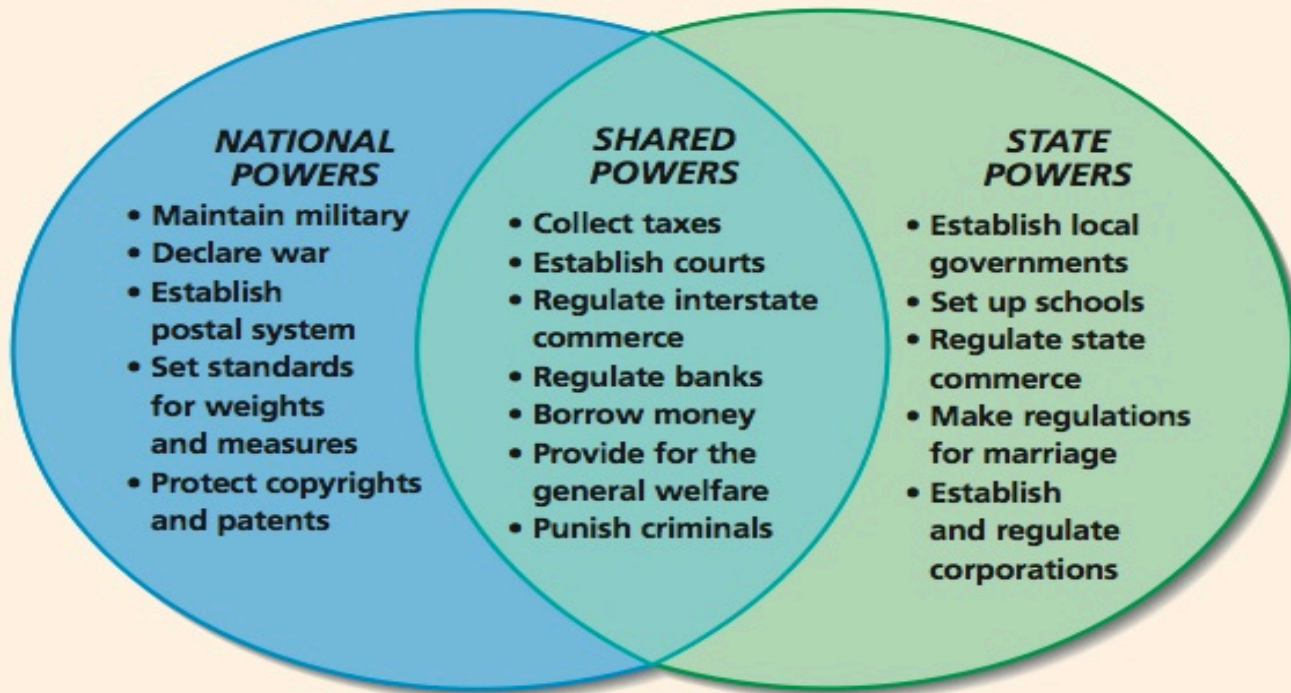 NATIONAL
POWERS
• Maintain military
• Declare war
• Establish
postal system
• Set standards
for weights
and measures
• Protect copyrights
and patents
SHARED
POWERS
• Collect taxes
• Establish courts
• Regulate interstate
commerce
• Regulate banks
• Borrow money
• Provide for the
general welfare
• Punish criminals
STATE
POWERS
• Establish local
governments
• Set up schools
• Regulate state
commerce
• Make regulations
for marriage
• Establish
and regulate
corporations